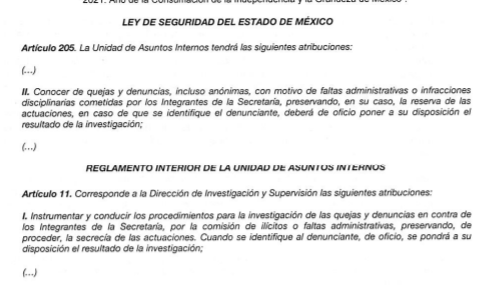 2021. Año de la Consumación de la Independencia y la Grandeza de México".
LEY DE SEGURIDAD DEL ESTADO DE MÉXICO
Artículo 205. La Unidad de Asuntos Internos tendrá las siguientes atribuciones:
(...)
II. Conocer de quejas y denuncias, incluso anónimas, con motivo de faltas administrativas o infracciones
disciplinarias cometidas por los Integrantes de la Secretaría, preservando, en su caso, la reserva de las
actuaciones, en caso de que se identifique el denunciante, deberá de oficio poner a su disposición el
resultado de la investigación;
(...)
REGLAMENTO INTERIOR DE LA UNIDAD DE ASUNTOS INTERNOS
Artículo 11. Corresponde a la Dirección de Investigación y Supervisión las siguientes atribuciones:
I. Instrumentar y conducir los procedimientos para la investigación de las quejas y denuncias en contra de
los Integrantes de la Secretaría, por la comisión de ilícitos o faltas administrativas, preservando, de
proceder, la secrecía de las actuaciones. Cuando se identifique al denunciante, de oficio, se pondrá a su
disposición el resultado de la investigación;
(...)